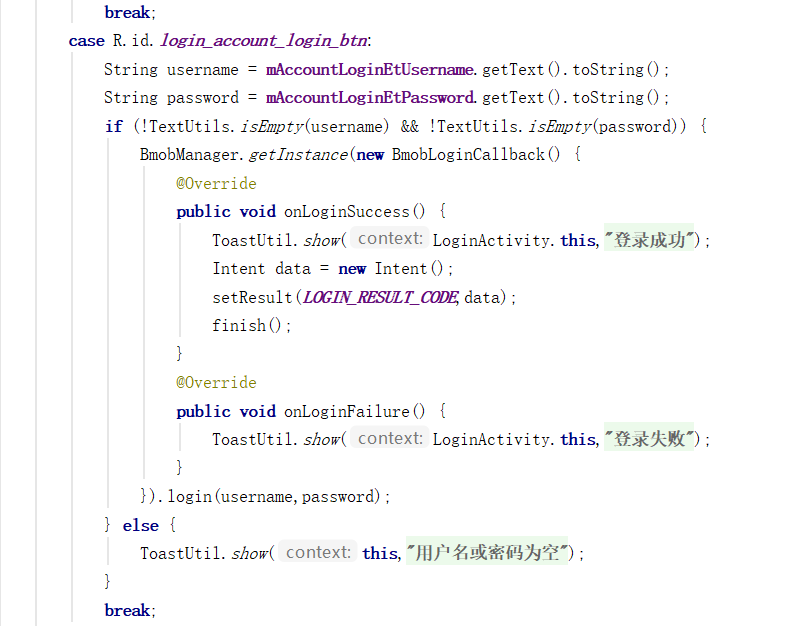 break;
case R.id.login_account_login_btn:
String username = mAccountLoginEtUsername.getText().toString();
String password = mAccountLoginEtPassword.getText().toString();
if (!TextUtils.isEmpty(username) && !TextUtils.isEmpty(password)) {
BmobManager.getInstance(new BmobLoginCallback() {
@Override
public void onLoginSuccess() {
ToastUtil.show( context: LoginActivity.this,"登录成功");
Intent data = new Intent();
setResult(LOGIN_RESULT_CODE,data);
finish();
}
@Override
public void onLoginFailure() {
ToastUtil.show( context: LoginActivity.this,"登录失败");
}
}).login(username,password);
} else {
ToastUtil.show( context: this,"用户名或密码为空");
}
break;